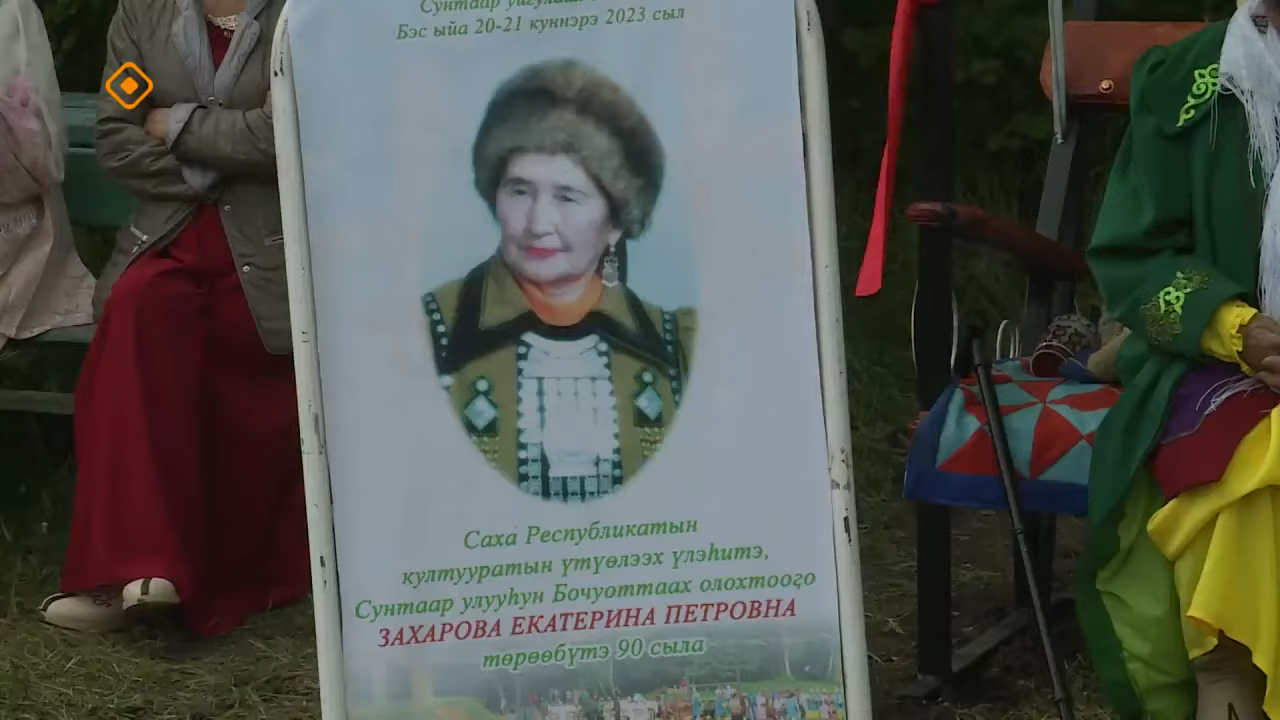 Сунтаар
Бэс ыйа 20-21 күннэрэ 2023 сыл
Саха Республикатын
култууратын үтүөлээх үлэһитэ,
Сунтаар улууһун Бочуоттаах олохтооҕо
ЗАХАРОВА ЕКАТЕРИНА ПЕТРОВНА
төрөөбүтэ 90 сыла